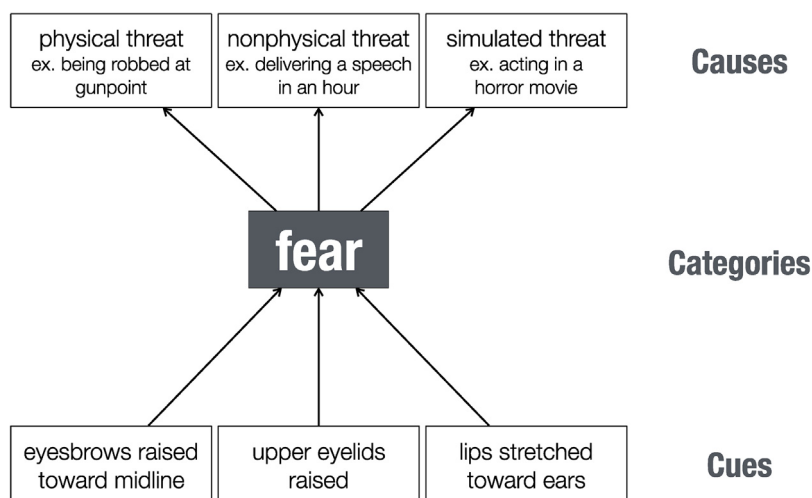 physical threat
ex. being robbed at
gunpoint
nonphysical threat
ex. delivering a speech
in an hour
simulated threat
ex. acting in a
horror movie
Causes
fear
Categories
eyesbrows raised
toward midline
upper eyelids
raised
lips stretched
toward ears
Cues